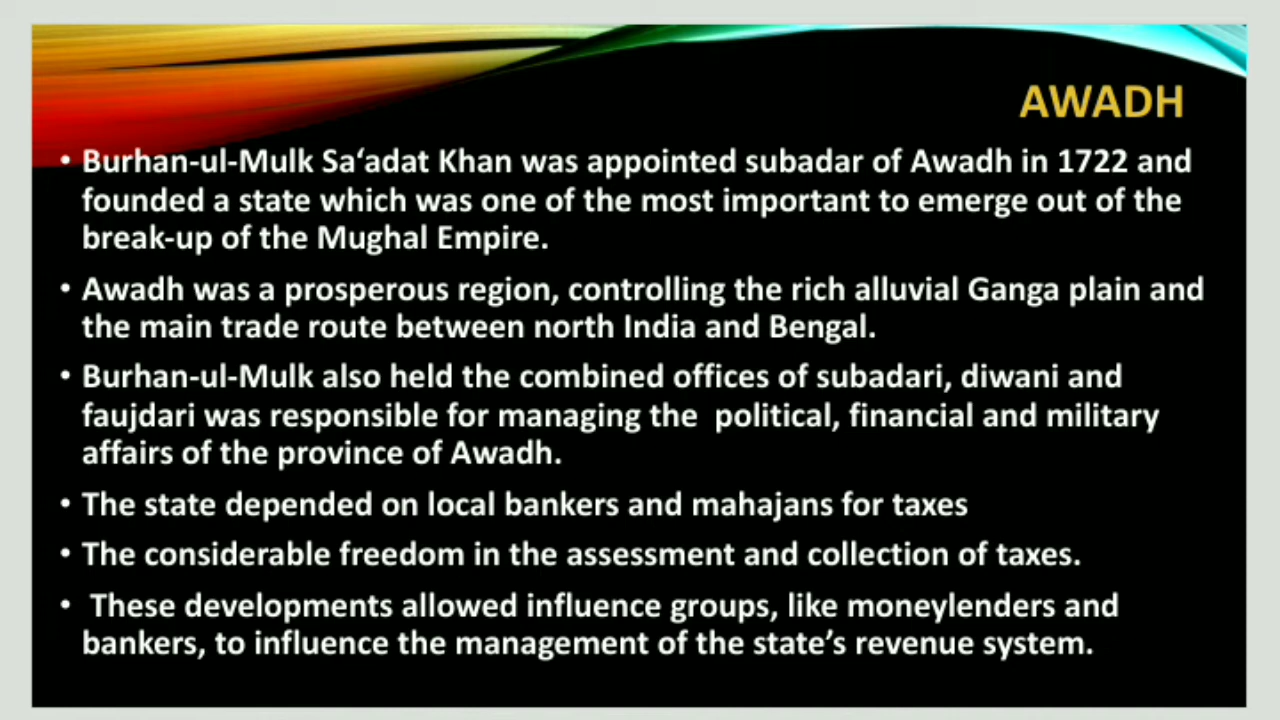 AWADH
• Burhan-ul-Mulk Sa‘adat Khan was appointed subadar of Awadh in 1722 and
founded a state which was one of the most important to emerge out of the
break-up of the Mughal Empire.
• Awadh was a prosperous region, controlling the rich alluvial Ganga plain and
the main trade route between north India and Bengal.
• Burhan-ul-Mulk also held the combined offices of subadari, diwani and
faujdari was responsible for managing the  political, financial and military
affairs of the province of Awadh.
• The state depended on local bankers and mahajans for taxes
• The considerable freedom in the assessment and collection of taxes.
•  These developments allowed influence groups, like moneylenders and
bankers, to influence the management of the state’s revenue system.